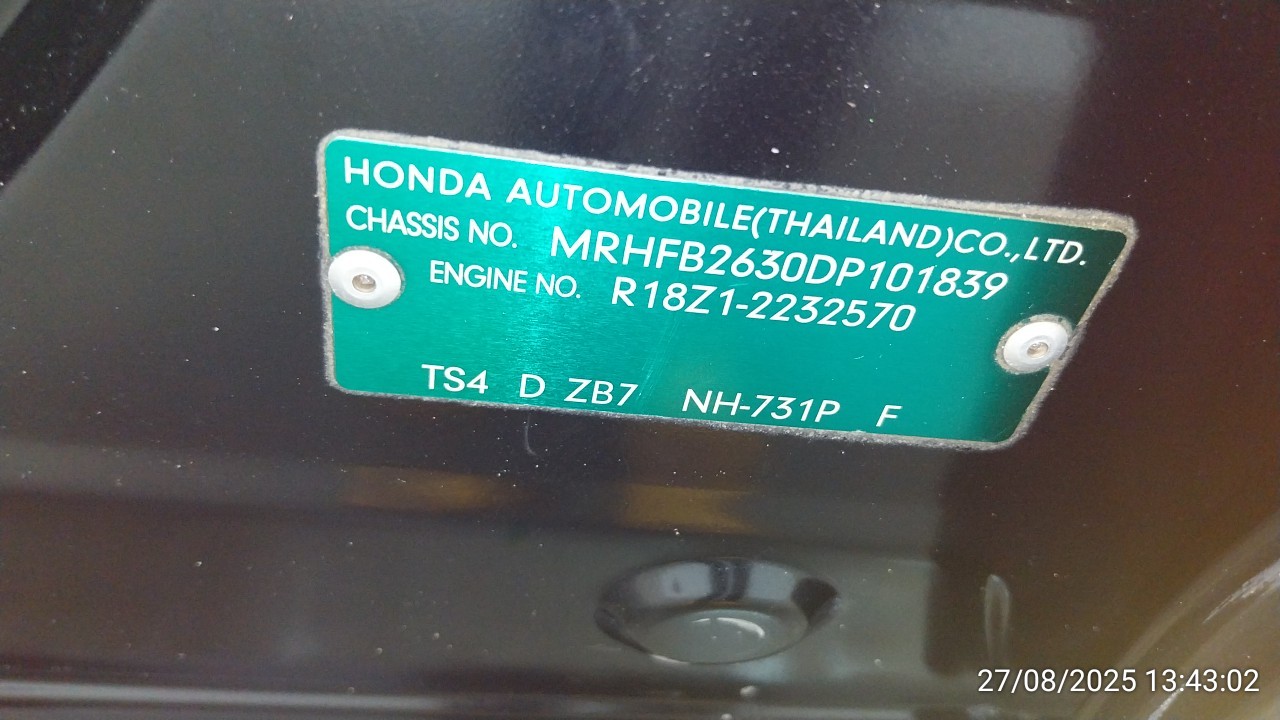 HONDA AUTOMOBILE(THAILAND)CO.,LTD.
CHASSIS NO. MRHFB2630DP101839
ENGINE NO. R18Z1-2232570
TS4 D ZB7 NH-731P F
27/08/2025 13:43:02